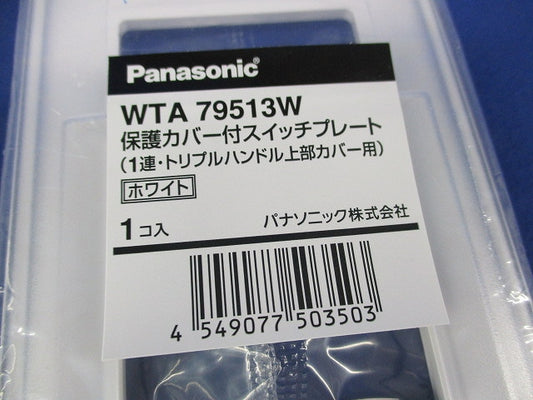 Panasonic
WTA 79513W
保護カバー付スイッチプレート
(1連・トリプルハンドル上部カバー用)
ホワイト
1コ入
パナソニック株式会社
4 549077 503503